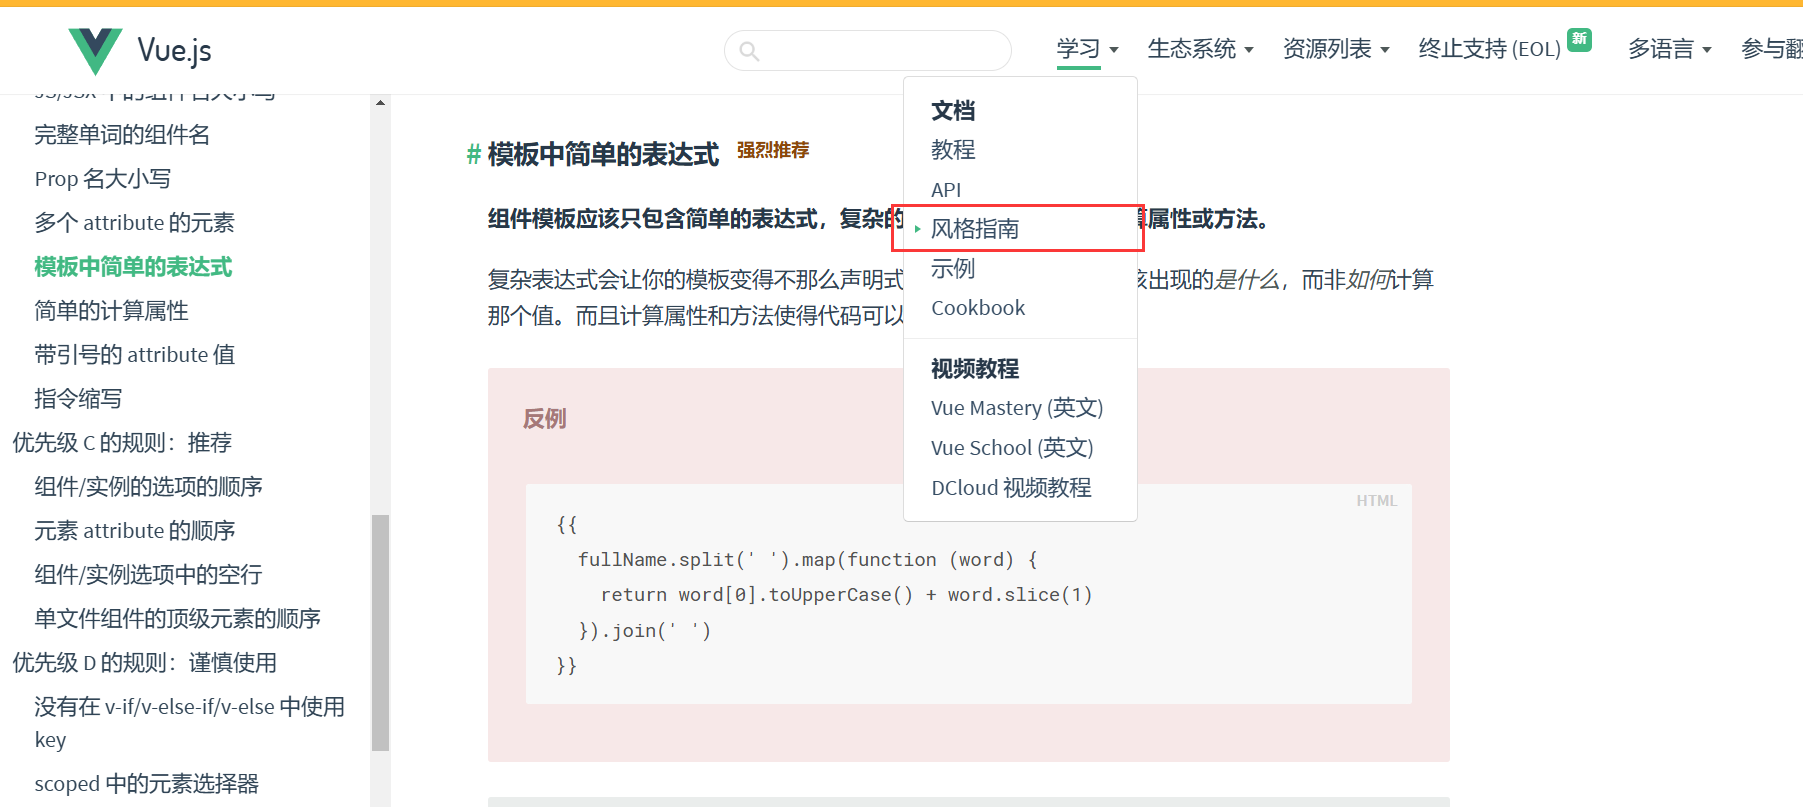 Vue.js
学习
生态系统
资源列表
终止支持 (EOL)
新
多语言
参与翻
完整单词的组件名
Prop 名大小写
多个 attribute 的元素
模板中简单的表达式
简单的计算属性
带引号的 attribute 值
指令缩写
优先级 C 的规则：推荐
组件/实例的选项的顺序
元素 attribute 的顺序
组件/实例选项中的空行
单文件组件的顶级元素的顺序
优先级 D 的规则：谨慎使用
没有在 v-if/v-else-if/v-else 中使用
key
scoped 中的元素选择器
文档
教程
API
风格指南
示例
Cookbook
视频教程
Vue Mastery (英文)
Vue School (英文)
DCloud 视频教程
# 模板中简单的表达式 强烈推荐
组件模板应该只包含简单的表达式，复杂的 算属性或方法。
复杂表达式会让你的模板变得不那么声明式 该出现的是什么，而非如何计算
那个值。而且计算属性和方法使得代码可以
反例
HTML
{{
fullName.split(' ').map(function (word) {
return word[0].toUpperCase() + word.slice(1)
}).join(' ')
}}